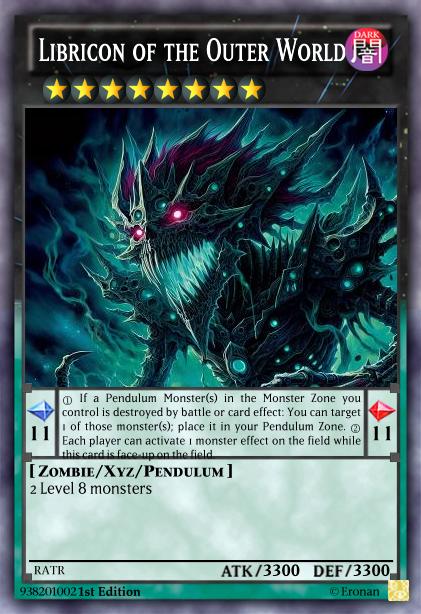 LIBRICON OF THE OUTER WORLD
DARK
闇
① If a Pendulum Monster(s) in the Monster Zone you
control is destroyed by battle or card effect: You can target
1 of those monster(s); place it in your Pendulum Zone. ②
Each player can activate 1 monster effect on the field while
this card is face-up on the field.
11
11
[ ZOMBIE/XYZ/PENDULUM ]
2 Level 8 monsters
RATR
ATK/3300 DEF/3300
938201002 1st Edition
© Eronan